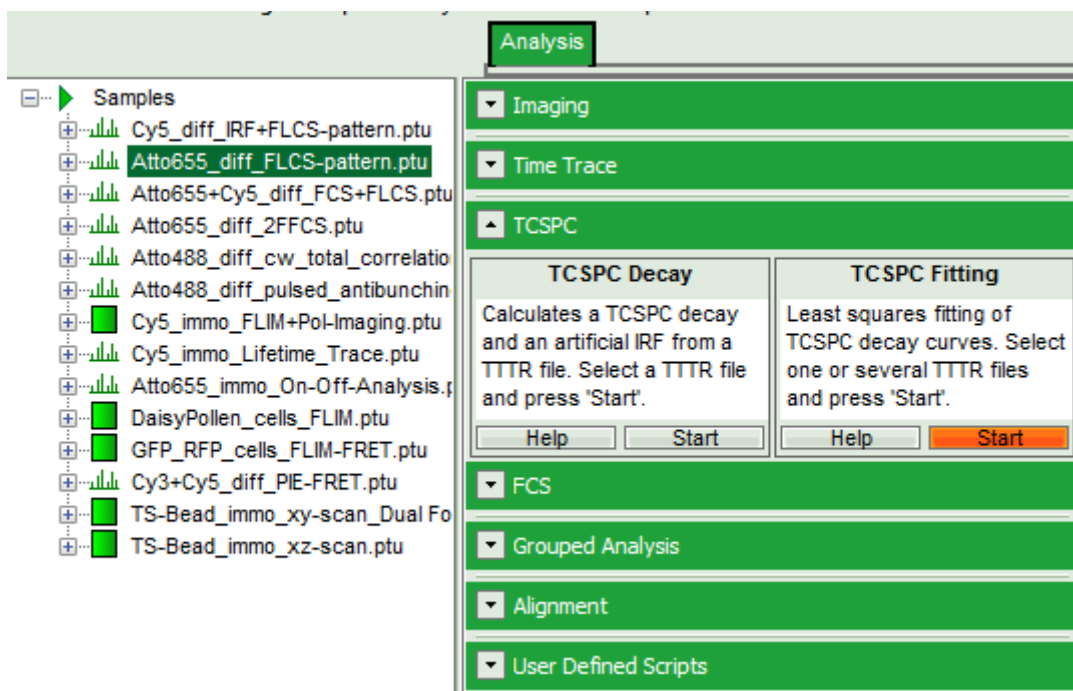 Analysis
Samples
Cy5_diff_IRF+FLCS-pattern.ptu
Atto655_diff_FLCS-pattern.ptu
Atto655+Cy5_diff_FCS+FLCS.ptu
Atto655_diff_2FFCS.ptu
Atto488_diff_cw_total_correlatio
Atto488_diff_pulsed_antibunchin
Cy5_immo_FLIM+Pol-Imaging.ptu
Cy5_immo_Lifetime_Trace.ptu
Atto655_immo_On-Off-Analysis.p
DaisyPollen_cells_FLIM.ptu
GFP_RFP_cells_FLIM-FRET.ptu
Cy3+Cy5_diff_PIE-FRET.ptu
TS-Bead_immo_xy-scan_Dual Fo
TS-Bead_immo_xz-scan.ptu
Imaging
Time Trace
TCSPC
TCSPC Decay
Calculates a TCSPC decay
and an artificial IRF from a
TTTR file. Select a TTTR file
and press 'Start'.
Help Start
TCSPC Fitting
Least squares fitting of
TCSPC decay curves. Select
one or several TTTR files
and press 'Start'.
Help Start
FCS
Grouped Analysis
Alignment
User Defined Scripts